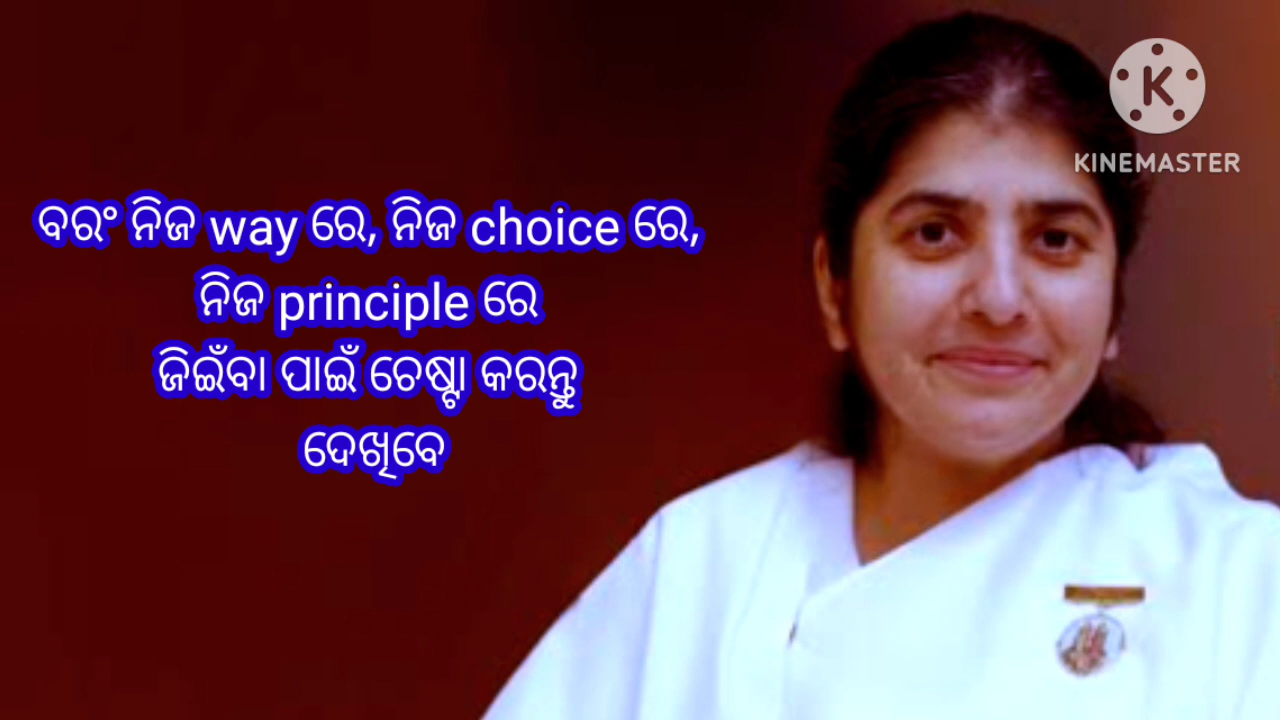 ବରଂ ନିଜ way ରେ, ନିଜ choice ରେ,
ନିଜ principle ରେ
ଜିଇଁବା ପାଇଁ ଚେଷ୍ଟା କରନ୍ତୁ
ଦେଖିବେ
K
KINEMASTER